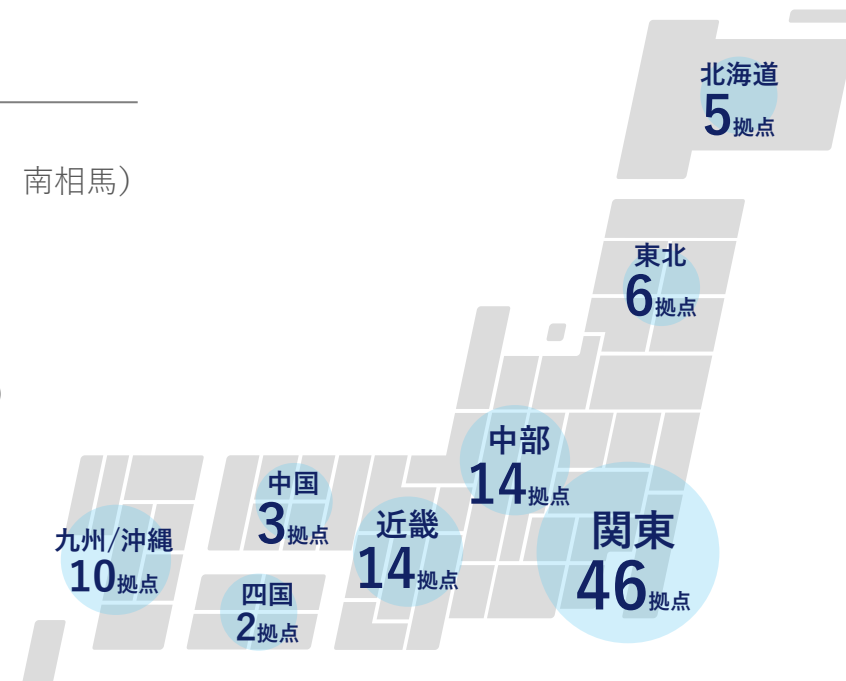 北海道
5拠点
南相馬）
東北
6拠点
）
中部
14拠点
中国
3拠点
近畿
14拠点
関東
46拠点
九州/沖縄
10拠点
四国
2拠点